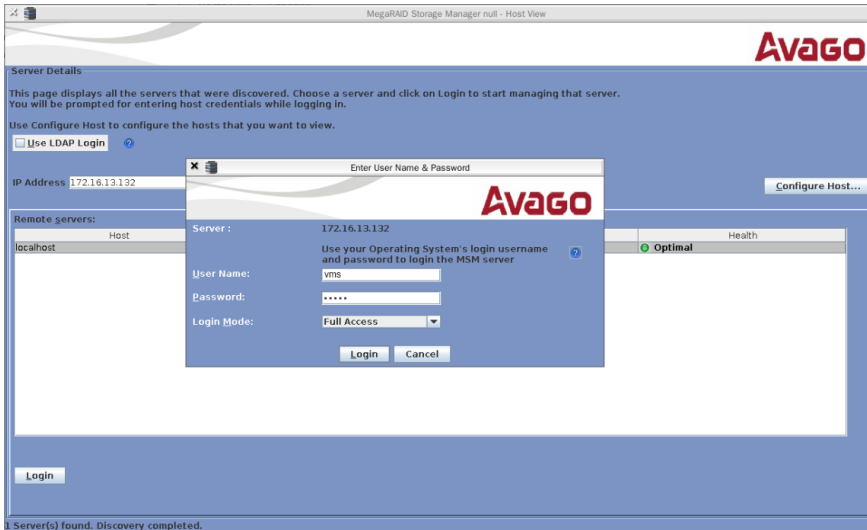 MegaRAID Storage Manager null - Host View
Avago
Server Details
This page displays all the servers that were discovered. Choose a server and click on Login to start managing that server.
You will be prompted for entering host credentials while logging in.
Use Configure Host to configure the hosts that you want to view.
Use LDAP Login ?
IP Address 172.16.13.132
Configure Host...
Remote servers:
Host Health
localhost Optimal
Enter User Name & Password
Avago
Server : 172.16.13.132
Use your Operating System's login username
and password to login the MSM server ?
User Name: vms
Password: •••••
Login Mode: Full Access
Login Cancel
Login
1 Server(s) found. Discovery completed.